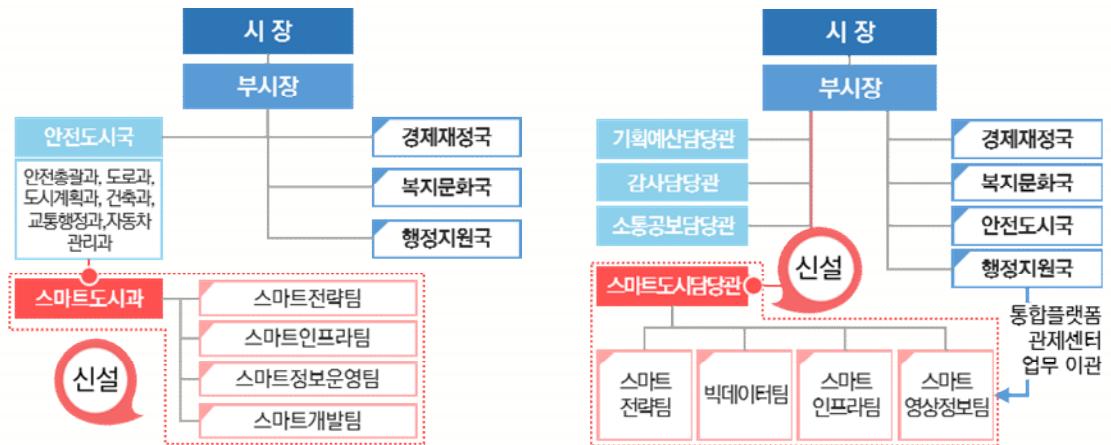 시 장
부시장
안전도시국
안전총괄과, 도로과,
도시계획과, 건축과,
교통행정과,자동차
관리과
경제재정국
복지문화국
행정지원국
스마트도시과
신설
스마트전략팀
스마트인프라팀
스마트정보운영팀
스마트개발팀
시 장
부시장
기획예산담당관
감사담당관
소통공보담당관
경제재정국
복지문화국
안전도시국
행정지원국
신설
스마트도시담당관
통합플랫폼
관제센터
업무 이관
스마트
전략팀
빅데이터팀
스마트
인프라팀
스마트
영상정보팀